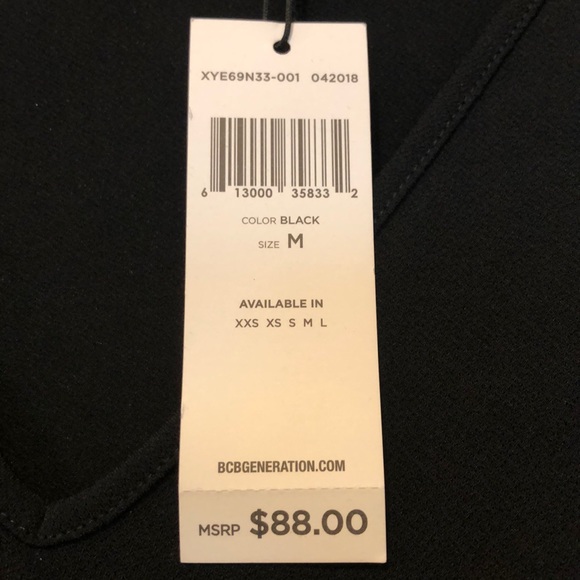 XYE69N33-001 042018
6 13000 35833 2
COLOR BLACK
SIZE M
AVAILABLE IN
XXS XS S M L
BCBGENERATION.COM
MSRP $88.00